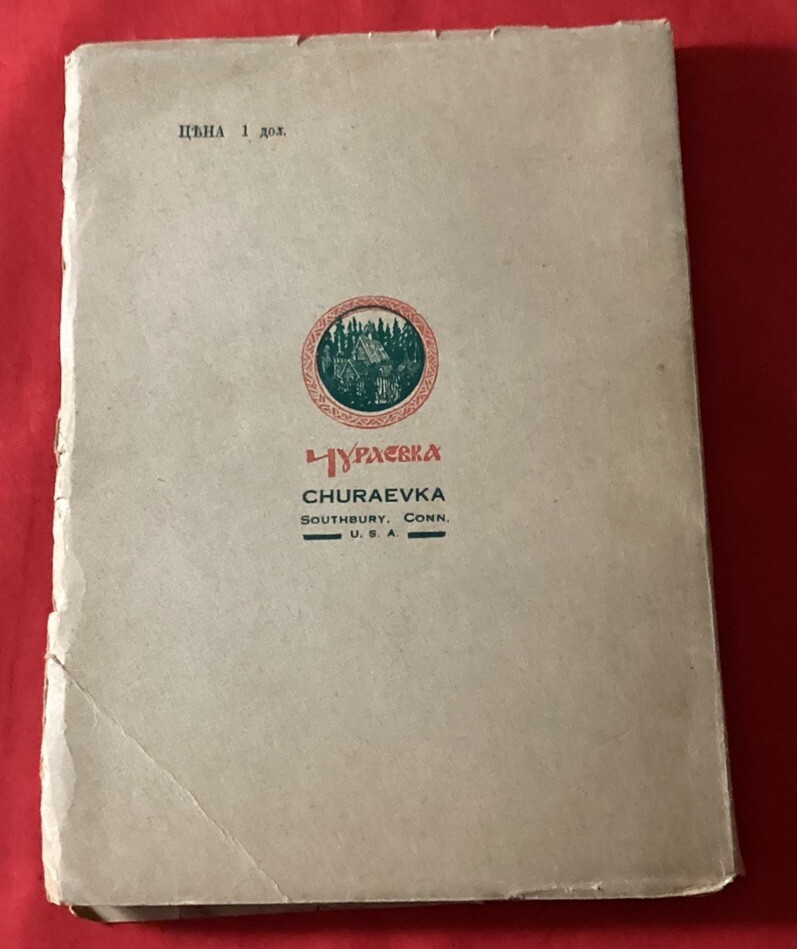 ЦѢНА 1 дол.
ЧУРАЕВКА
CHURAEVKA
SOUTHBURY, CONN.
U. S. A.